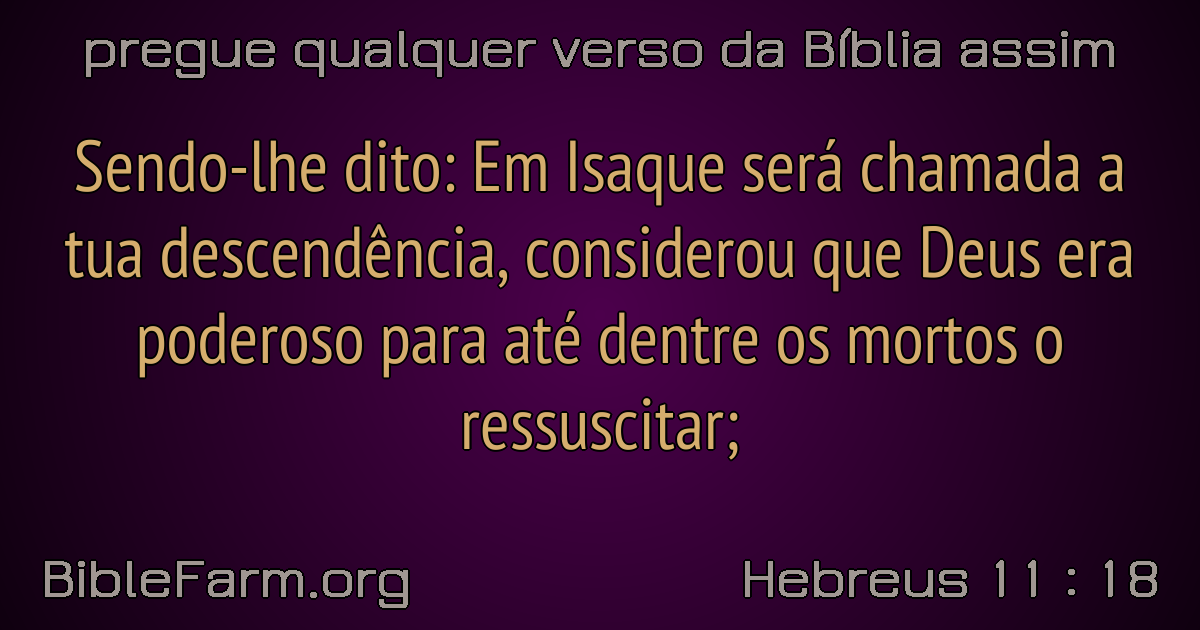 pregue qualquer verso da Bíblia assim
Sendo-lhe dito: Em Isaque será chamada a
tua descendência, considerou que Deus era
poderoso para até dentre os mortos o
ressuscitar;
BibleFarm.org
Hebreus 11 : 18